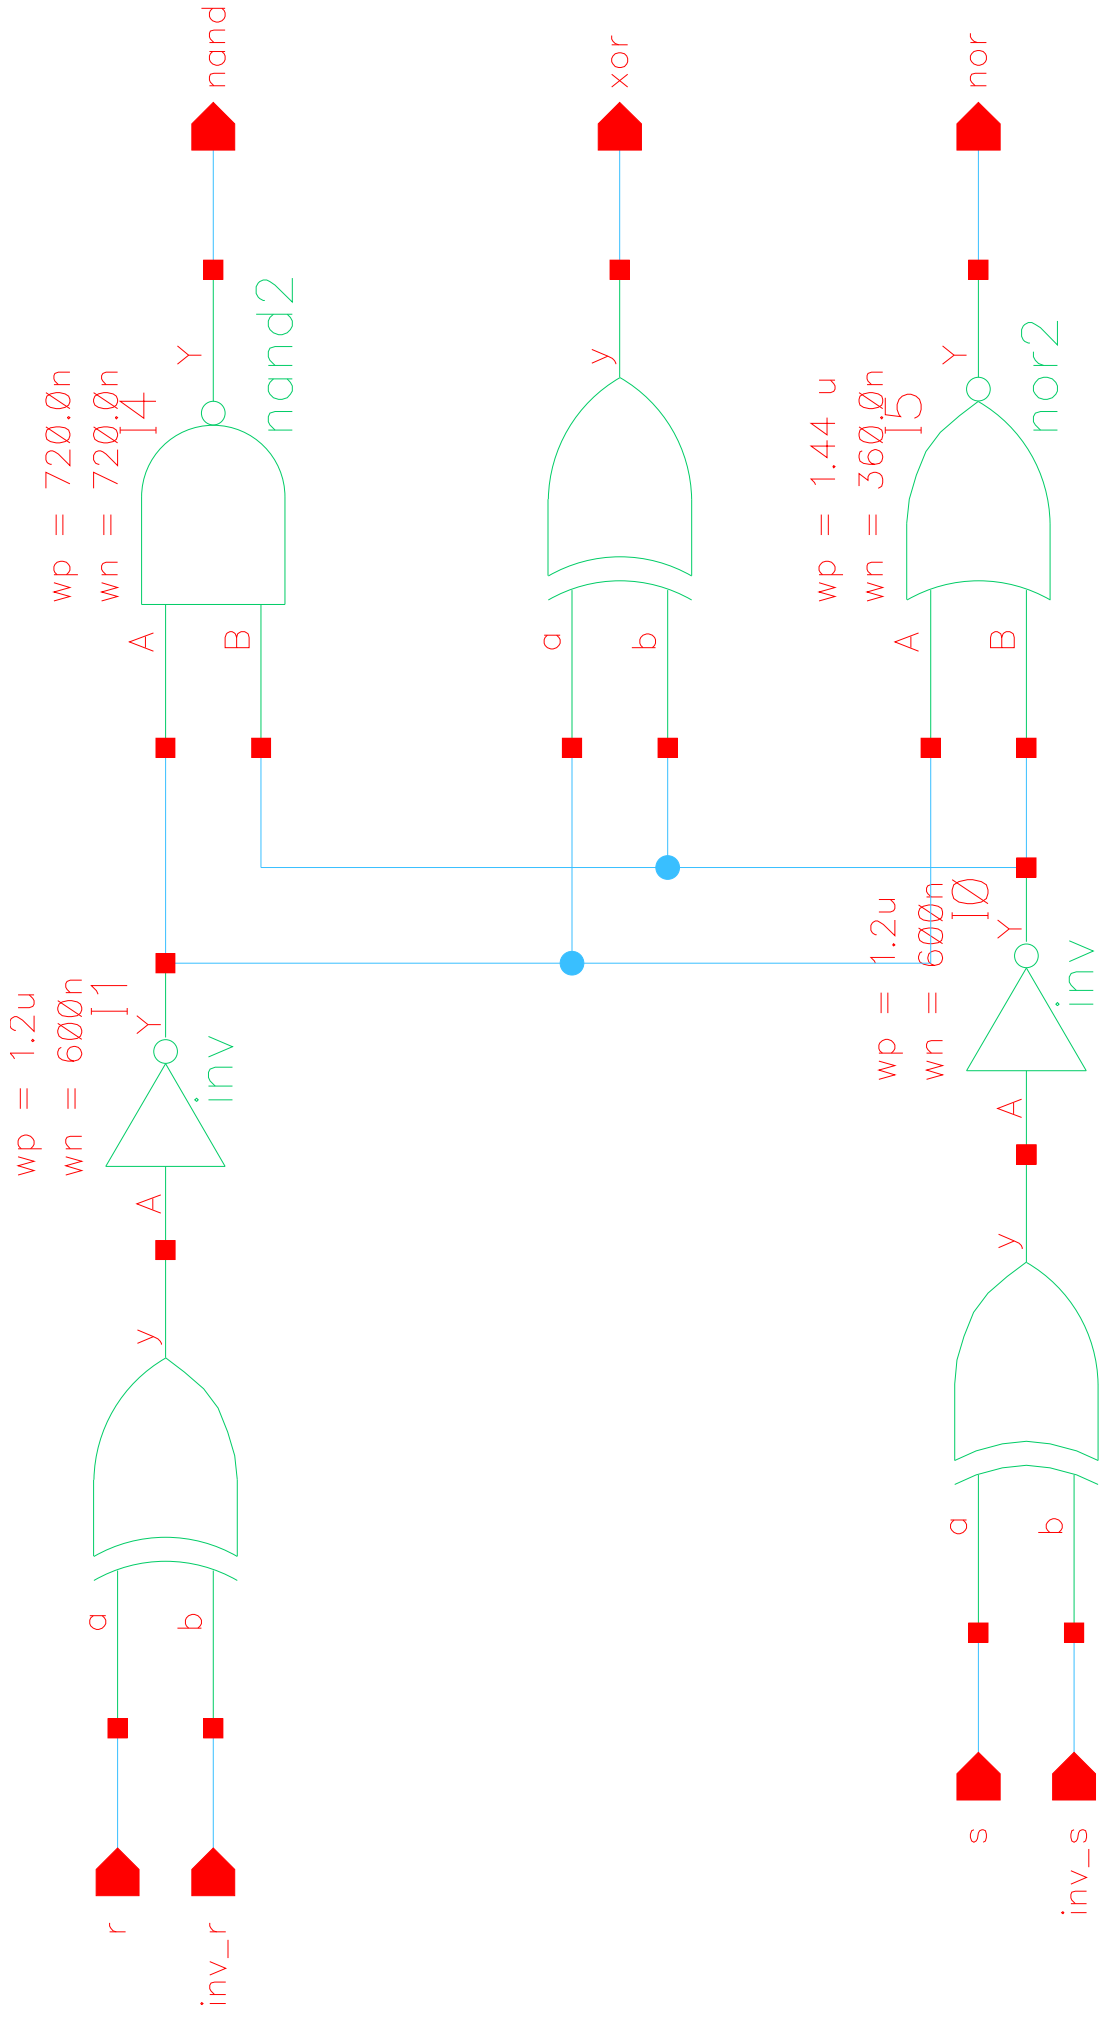 nand
xor
nor
Y
nand2
wp = 720.0n
wn = 720.0n
I4
A
B
y
a
b
Y
nor2
wp = 1.44 u
wn = 360.0n
I5
A
B
wp = 1.2u
wn = 600n
I1
Y
inv
A
wp = 1.2u
wn = 600n
I0
Y
inv
A
y
a
b
y
a
b
r
inv_r
s
inv_s